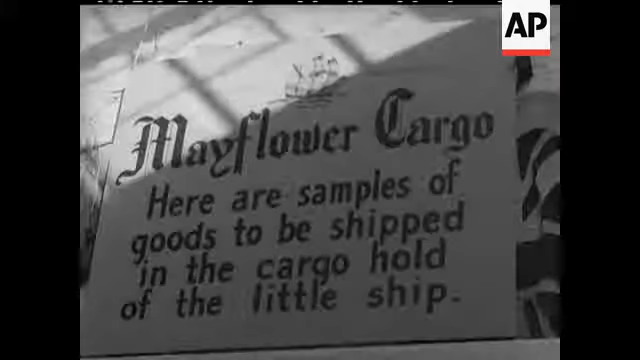 AP
Mayflower Cargo
Here are samples of
goods to be shipped
in the cargo hold
of the little ship.
AP